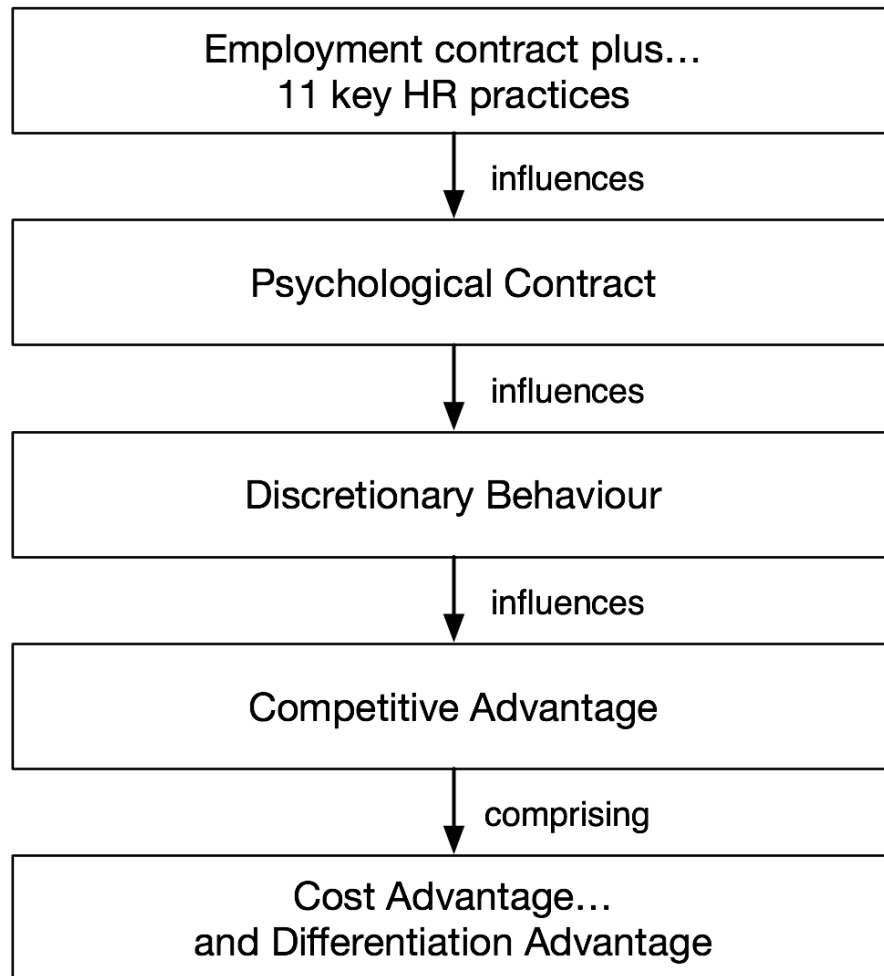 Employment contract plus…
11 key HR practices
influences
Psychological Contract
influences
Discretionary Behaviour
influences
Competitive Advantage
comprising
Cost Advantage…
and Differentiation Advantage